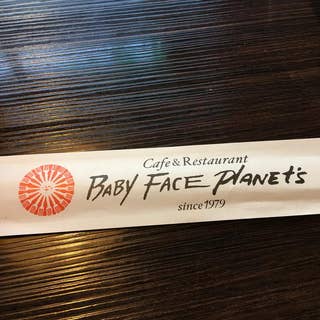 Cafe & Restaurant
BABY FACE PLANET's
since 1979